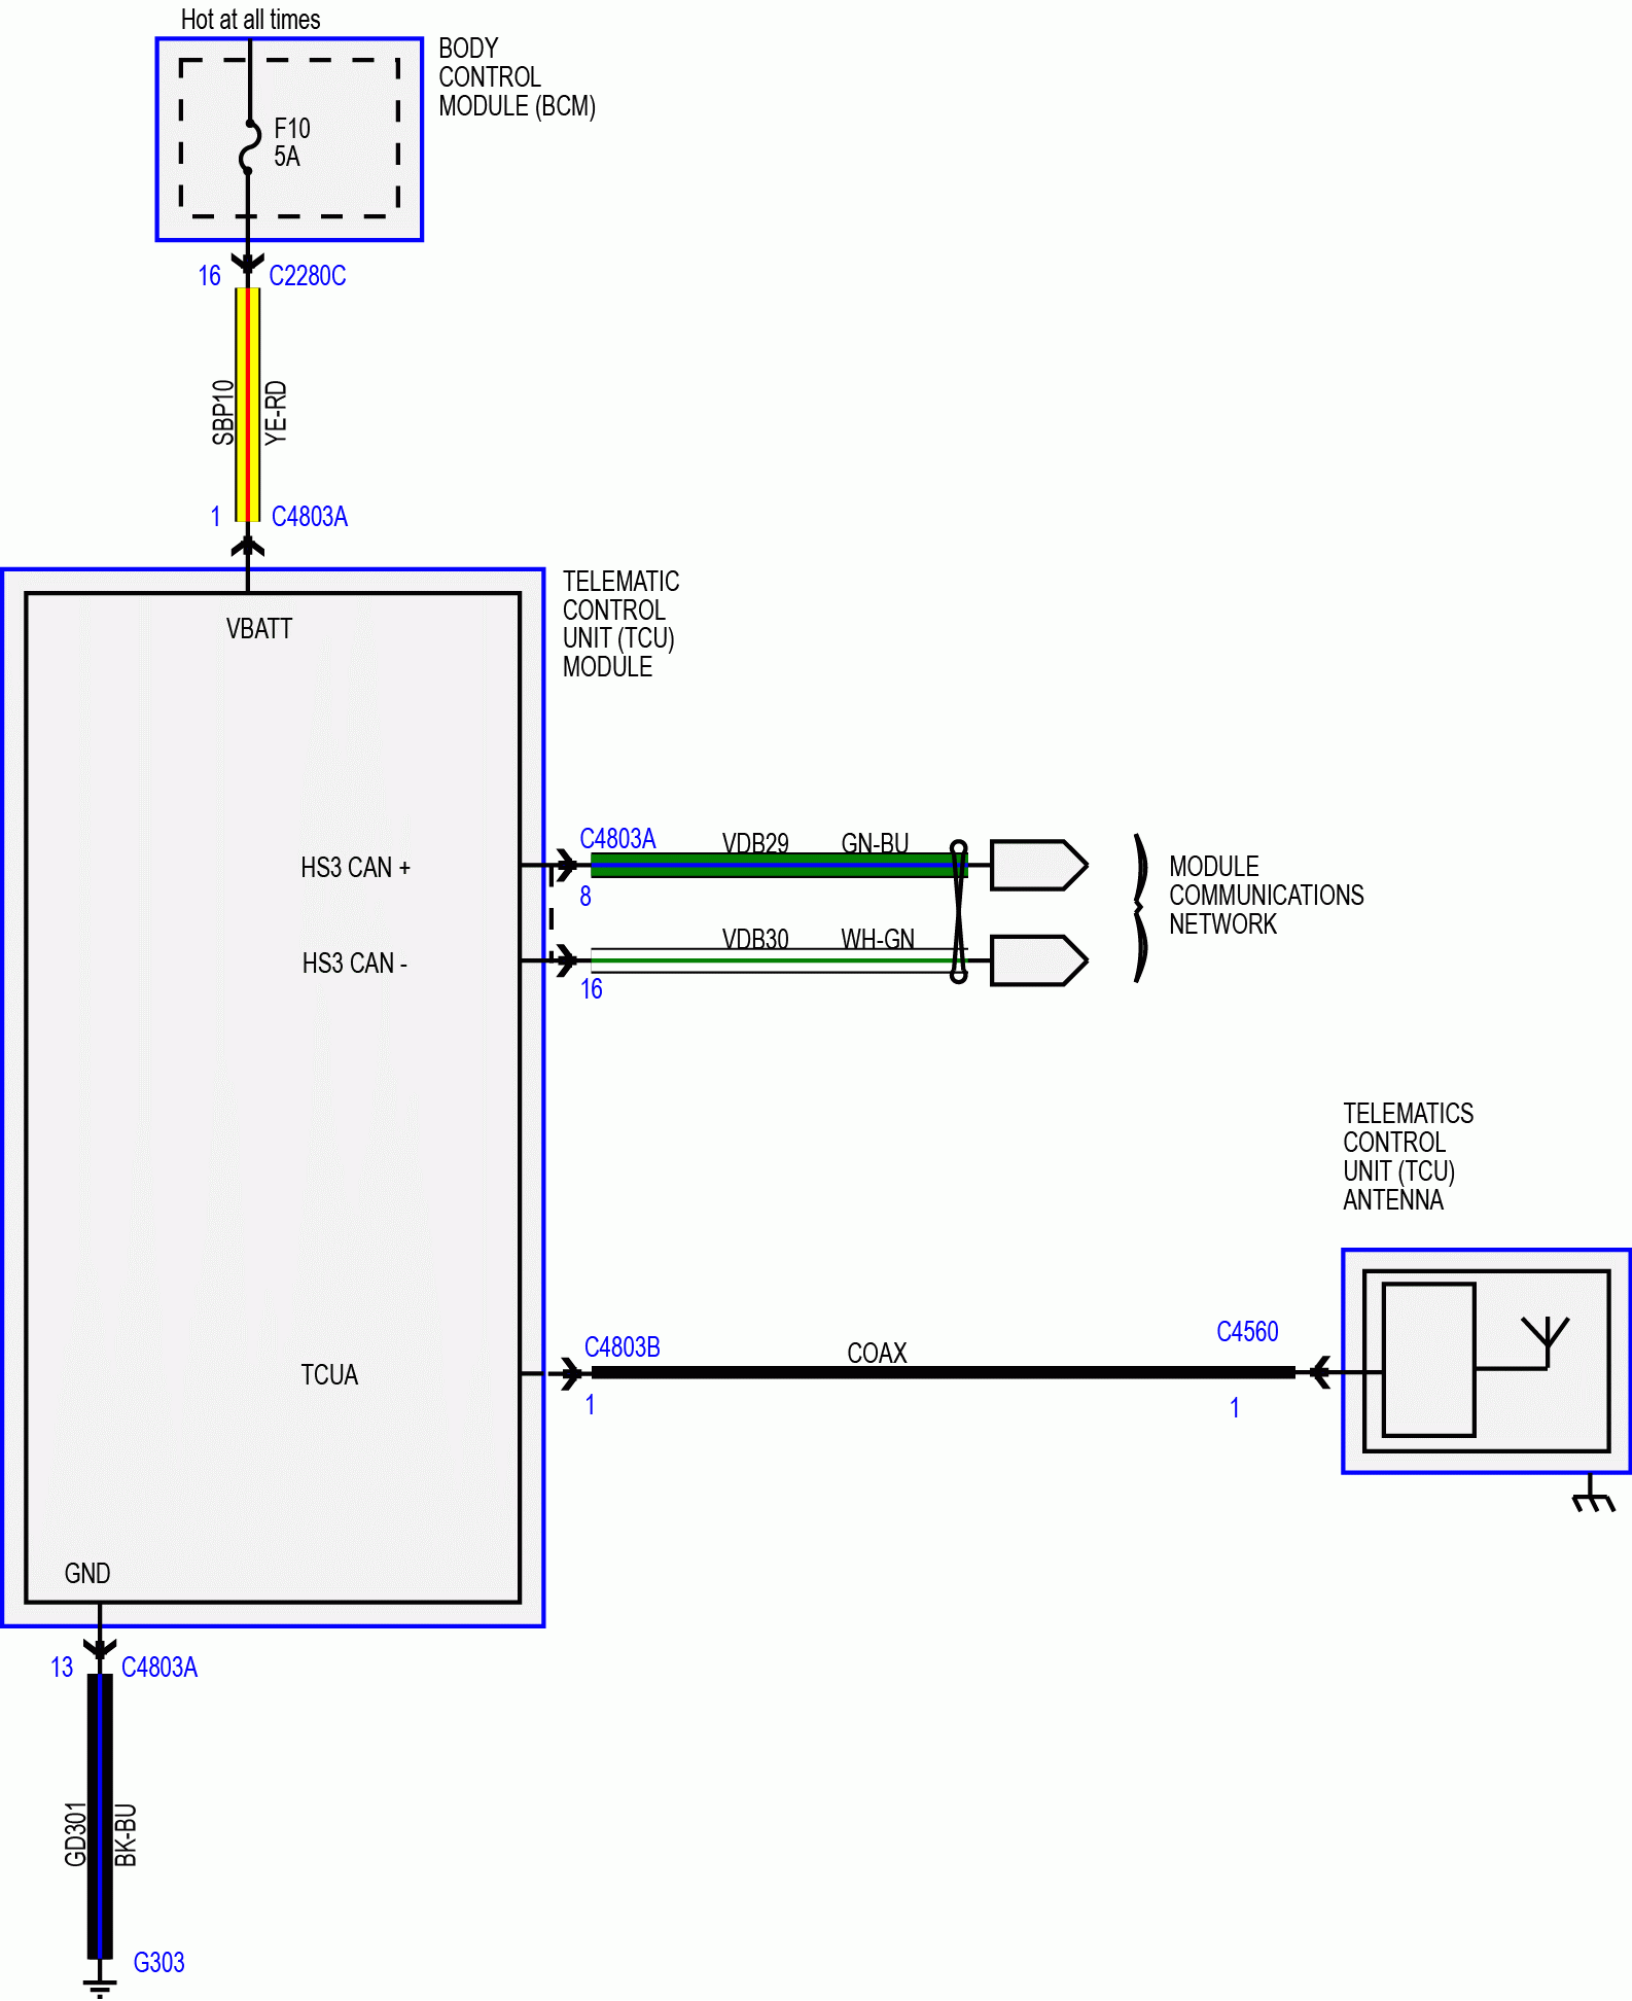 Hot at all times
BODY
CONTROL
MODULE (BCM)
F10
5A
16
C2280C
SBP10
YE-RD
1
C4803A
TELEMATIC
CONTROL
UNIT (TCU)
MODULE
VBATT
C4803A
VDB29
GN-BU
HS3 CAN +
8
MODULE
COMMUNICATIONS
NETWORK
VDB30
WH-GN
HS3 CAN -
16
TELEMATICS
CONTROL
UNIT (TCU)
ANTENNA
C4803B
COAX
C4560
TCUA
1
1
GND
13
C4803A
GD301
BK-BU
G303